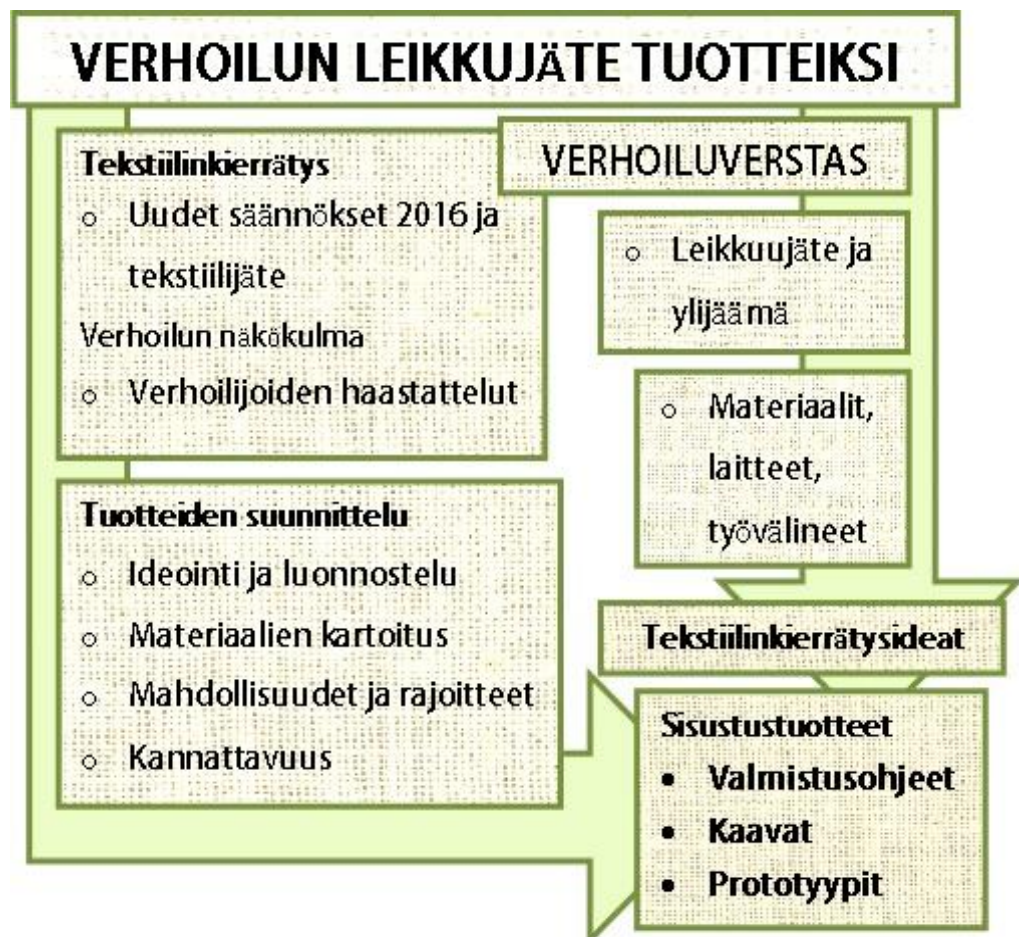 VERHOILUN LEIKKUJÄTE TUOTTEIKSI
Tekstiilinkierrätys
○ Uudet säännökset 2016 ja
tekstiilijäte
Verhoilun näkökulma
○ Verhoilijoiden haastattelut
VERHOILUVERSTAS
○ Leikkuujäte ja
ylijäämä
○ Materiaalit,
laitteet,
työvälineet
Tuotteiden suunnittelu
○ Ideointi ja luonnostelu
○ Materiaalien kartoitus
○ Mahdollisuudet ja rajoitteet
○ Kannattavuus
Tekstiilinkierrätysideat
Sisustustuotteet
• Valmistusohjeet
• Kaavat
• Prototyypit